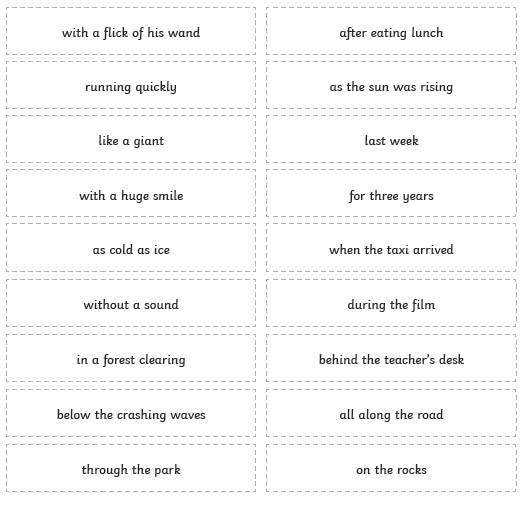 with a flick of his wand
after eating lunch
running quickly
as the sun was rising
like a giant
last week
with a huge smile
for three years
as cold as ice
when the taxi arrived
without a sound
during the film
in a forest clearing
behind the teacher's desk
below the crashing waves
all along the road
through the park
on the rocks